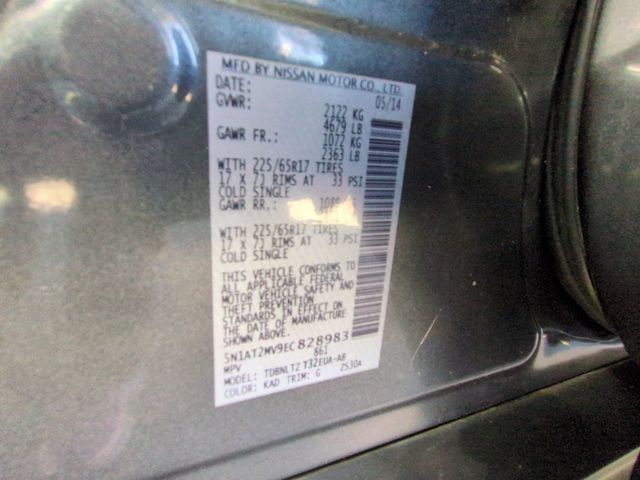 MFD BY NISSAN MOTOR CO., LTD.
DATE: 05/14
GVWR: 2122 KG
4679 LB
GAWR FR.: 1072 KG
2363 LB
WITH 225/65R17 TIRES
17 X 7J RIMS AT 33 PSI
COLD SINGLE
GAWR RR.:
WITH 225/65R17 TIRES
17 X 7J RIMS AT 33 PSI
COLD SINGLE
THIS VEHICLE CONFORMS TO
ALL APPLICABLE FEDERAL
MOTOR VEHICLE SAFETY AND
THEFT PREVENTION
STANDARDS IN EFFECT ON
THE DATE OF MANUFACTURE
SHOWN ABOVE.
5N1AT2MV9EC828983
MPV 861
MODEL: TDBNLTZ T32EUA-AB
COLOR: KAD TRIM: G 2530A